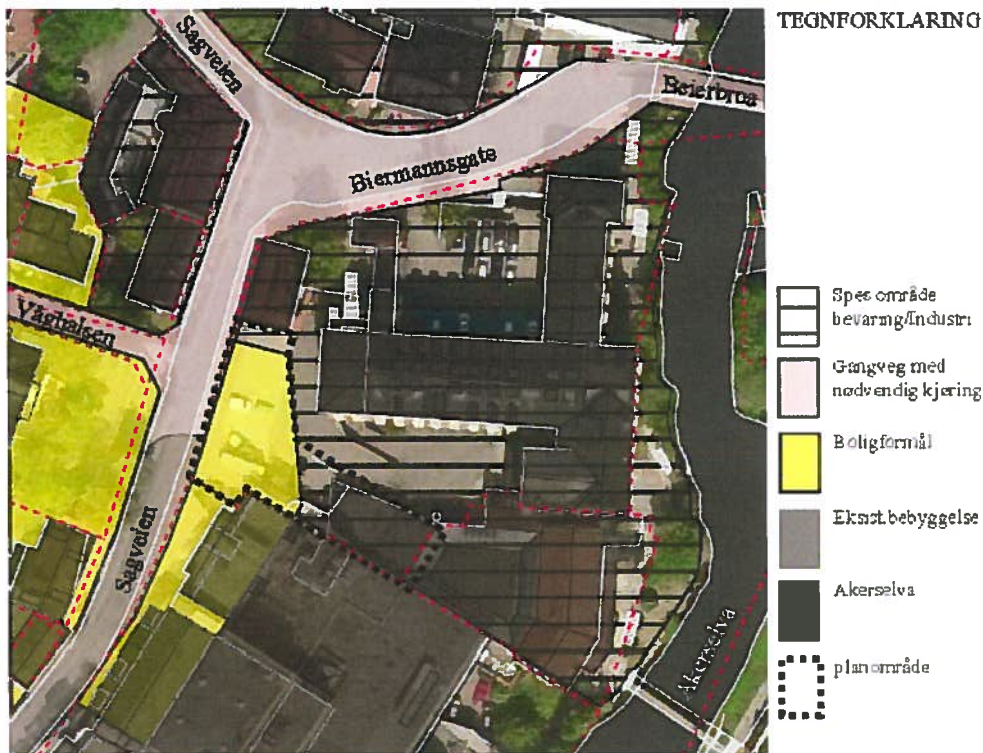 TEGNFORKLARING
Sagveien
Beierbrua
Biermannsgate
Våghalsen
Sagveien
Akerselva
Spes område
bevaring/Industri
Gangveg med
nødvendig kjøring
Boligformål
Eksist.bebyggelse
Akerselva
planområde